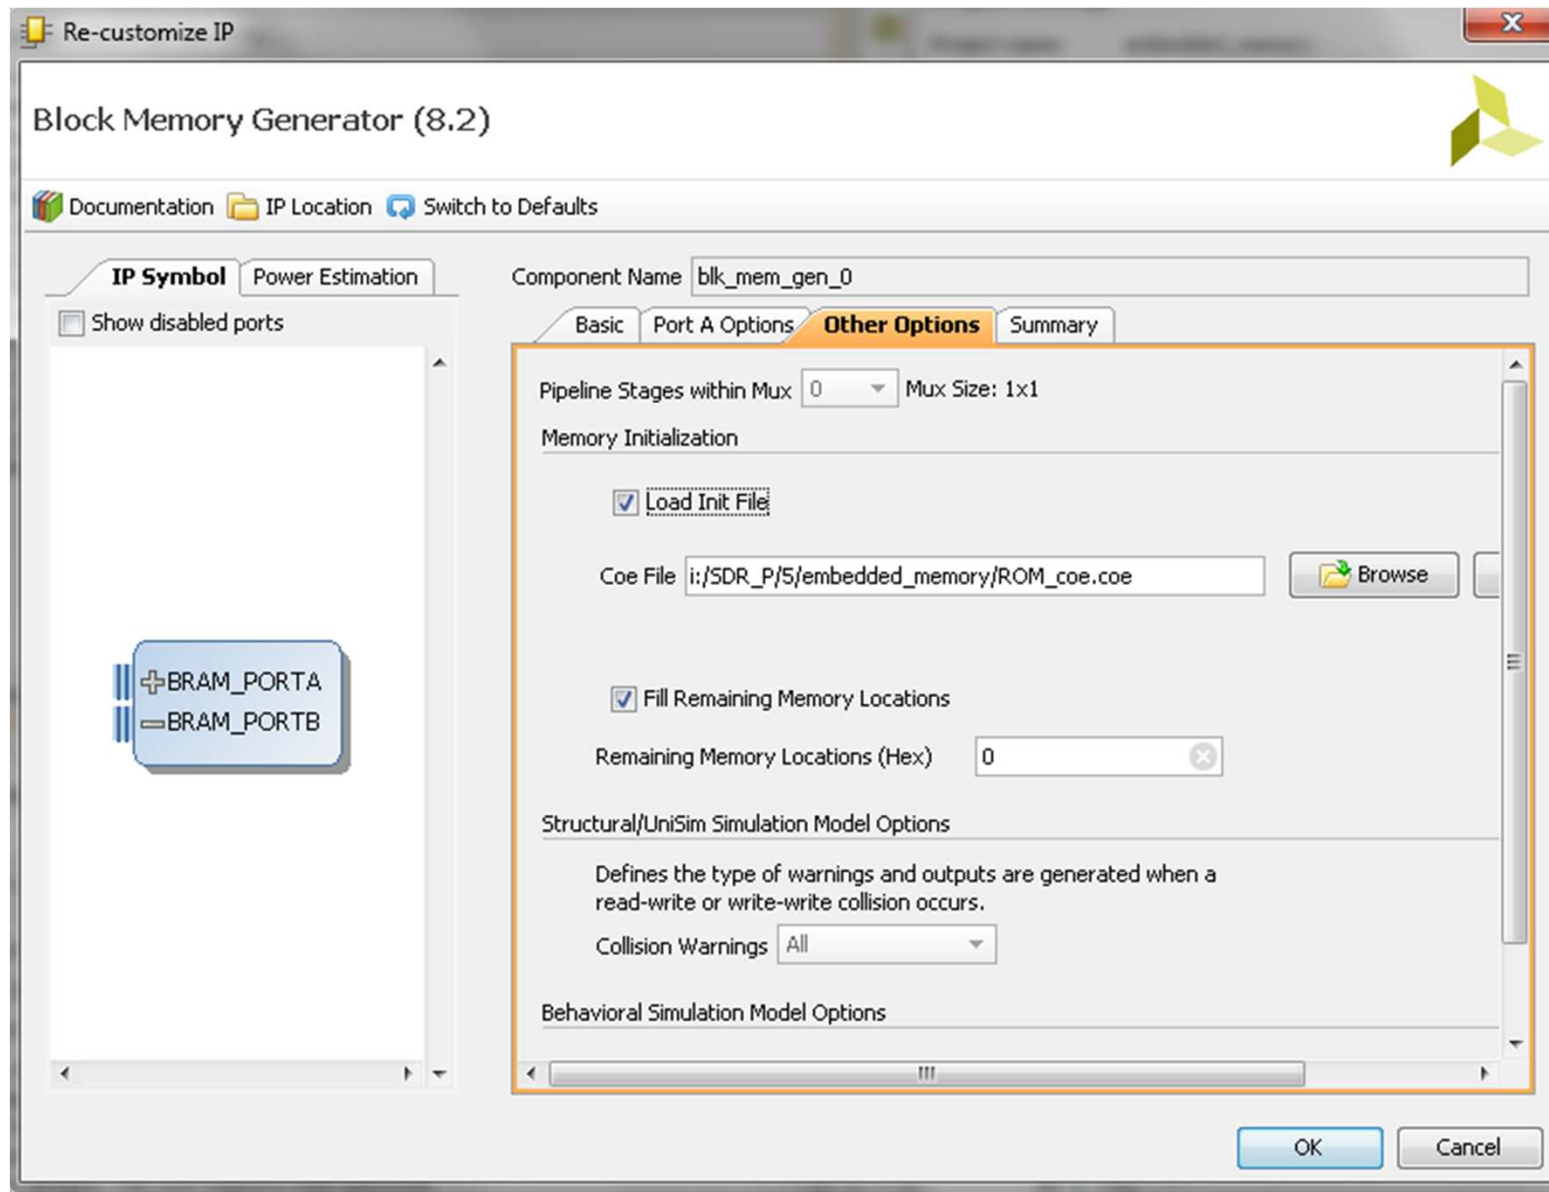 Re-customize IP
Block Memory Generator (8.2)
Documentation IP Location Switch to Defaults
IP Symbol Power Estimation
Show disabled ports
BRAM_PORTA
BRAM_PORTB
Component Name blk_mem_gen_0
Basic Port A Options Other Options Summary
Pipeline Stages within Mux 0 Mux Size: 1x1
Memory Initialization
Load Init File
Coe File i:/SDR_P/5/embedded_memory/ROM_coe.coe Browse
Fill Remaining Memory Locations
Remaining Memory Locations (Hex) 0
Structural/UniSim Simulation Model Options
Defines the type of warnings and outputs are generated when a
read-write or write-write collision occurs.
Collision Warnings All
Behavioral Simulation Model Options
OK Cancel